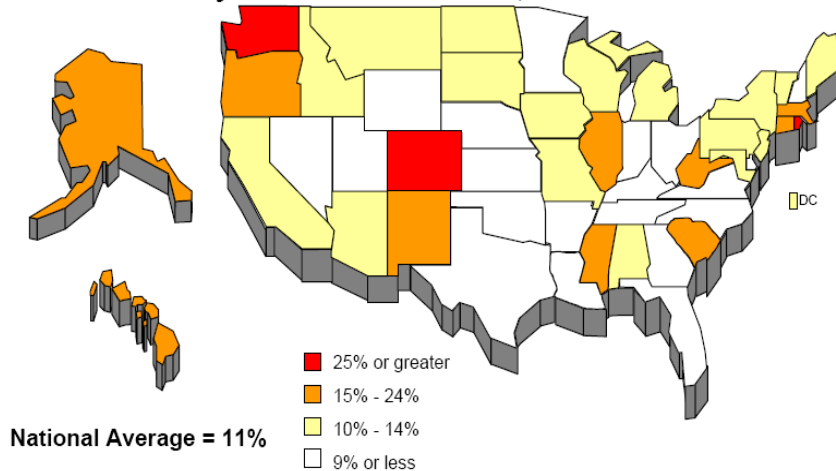 DC
25% or greater
15% - 24%
10% - 14%
National Average = 11%
9% or less